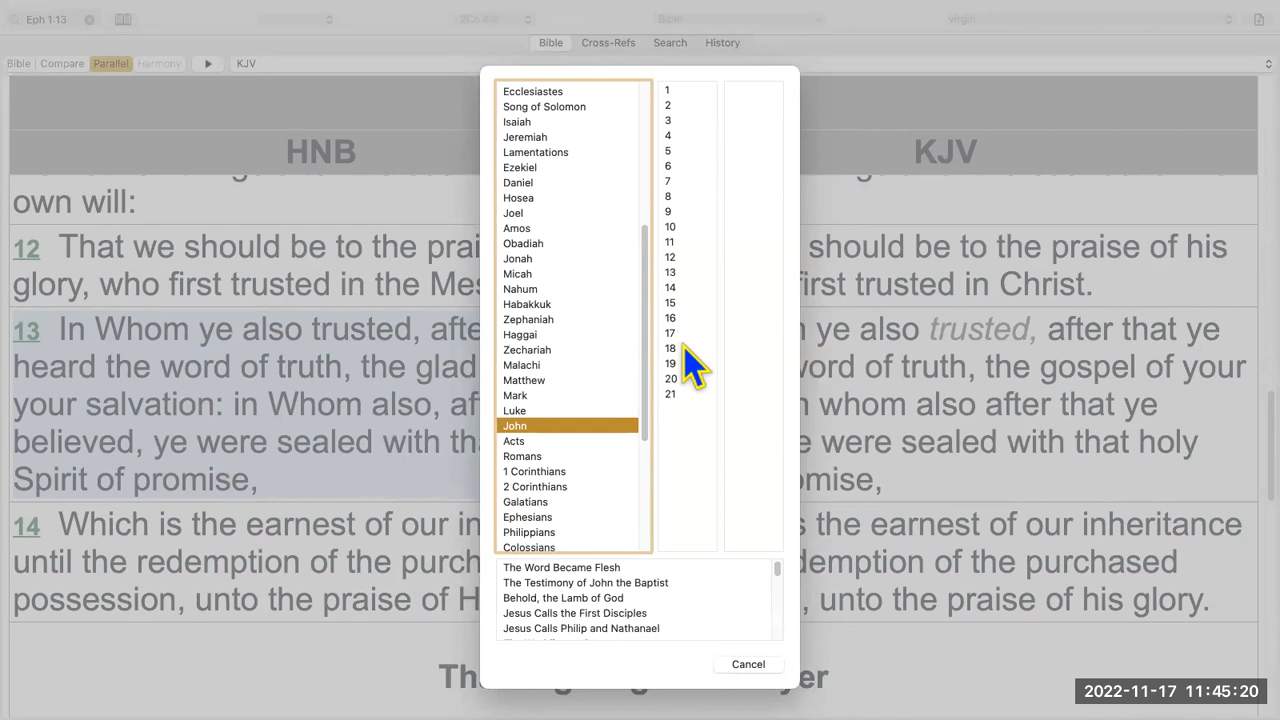 Eph 1:13
2Co 4:4
Bible
virgin
Bible Cross-Refs Search History
Bible Compare Parallel Harmony KJV
HNB
KJV
own will:
12 That we should be to the prai
glory, who first trusted in the Mes
should be to the praise of his
first trusted in Christ.
13 In Whom ye also trusted, afte
heard the word of truth, the glad
your salvation: in Whom also, af
believed, ye were sealed with tha
Spirit of promise,
ye also trusted, after that ye
word of truth, the gospel of your
whom also after that ye
were sealed with that holy
omise,
14 Which is the earnest of our in
until the redemption of the purch
possession, unto the praise of H
s the earnest of our inheritance
demption of the purchased
, unto the praise of his glory.
Ecclesiastes
Song of Solomon
Isaiah
Jeremiah
Lamentations
Ezekiel
Daniel
Hosea
Joel
Amos
Obadiah
Jonah
Micah
Nahum
Habakkuk
Zephaniah
Haggai
Zechariah
Malachi
Matthew
Mark
Luke
John
Acts
Romans
1 Corinthians
2 Corinthians
Galatians
Ephesians
Philippians
Colossians
1
2
3
4
5
6
7
8
9
10
11
12
13
14
15
16
17
18
19
20
21
The Word Became Flesh
The Testimony of John the Baptist
Behold, the Lamb of God
Jesus Calls the First Disciples
Jesus Calls Philip and Nathanael
Cancel
2022-11-17 11:45:20